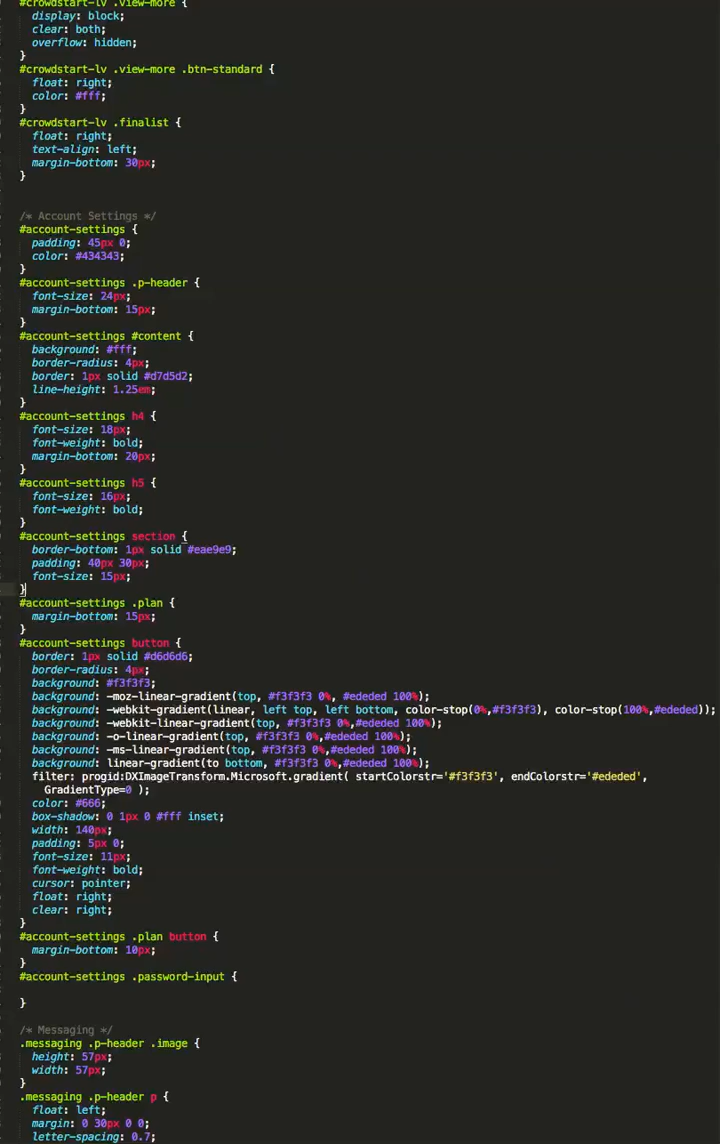 #crowdstart-lv .view-more {
display: block;
clear: both;
overflow: hidden;
}
#crowdstart-lv .view-more .btn-standard {
float: right;
color: #fff;
}
#crowdstart-lv .finalist {
float: right;
text-align: left;
margin-bottom: 30px;
}
/* Account Settings */
#account-settings {
padding: 45px 0;
color: #434343;
}
#account-settings .p-header {
font-size: 24px;
margin-bottom: 15px;
}
#account-settings #content {
background: #fff;
border-radius: 4px;
border: 1px solid #d7d5d2;
line-height: 1.25em;
}
#account-settings h4 {
font-size: 18px;
font-weight: bold;
margin-bottom: 20px;
}
#account-settings h5 {
font-size: 16px;
font-weight: bold;
}
#account-settings section {
border-bottom: 1px solid #eae9e9;
padding: 40px 30px;
font-size: 15px;
}
#account-settings .plan {
margin-bottom: 15px;
}
#account-settings button {
border: 1px solid #d6d6d6;
border-radius: 4px;
background: #f3f3f3;
background: -moz-linear-gradient(top, #f3f3f3 0%, #ededed 100%);
background: -webkit-gradient(linear, left top, left bottom, color-stop(0%,#f3f3f3), color-stop(100%,#ededed));
background: -webkit-linear-gradient(top, #f3f3f3 0%,#ededed 100%);
background: -o-linear-gradient(top, #f3f3f3 0%,#ededed 100%);
background: -ms-linear-gradient(top, #f3f3f3 0%,#ededed 100%);
background: linear-gradient(to bottom, #f3f3f3 0%,#ededed 100%);
filter: progid:DXImageTransform.Microsoft.gradient( startColorstr='#f3f3f3', endColorstr='#ededed',
GradientType=0 );
color: #666;
box-shadow: 0 1px 0 #fff inset;
width: 140px;
padding: 5px 0;
font-size: 11px;
font-weight: bold;
cursor: pointer;
float: right;
clear: right;
}
#account-settings .plan button {
margin-bottom: 10px;
}
#account-settings .password-input {
}
/* Messaging */
.messaging .p-header .image {
height: 57px;
width: 57px;
}
.messaging .p-header p {
float: left;
margin: 0 30px 0 0;
letter-spacing: 0.7;